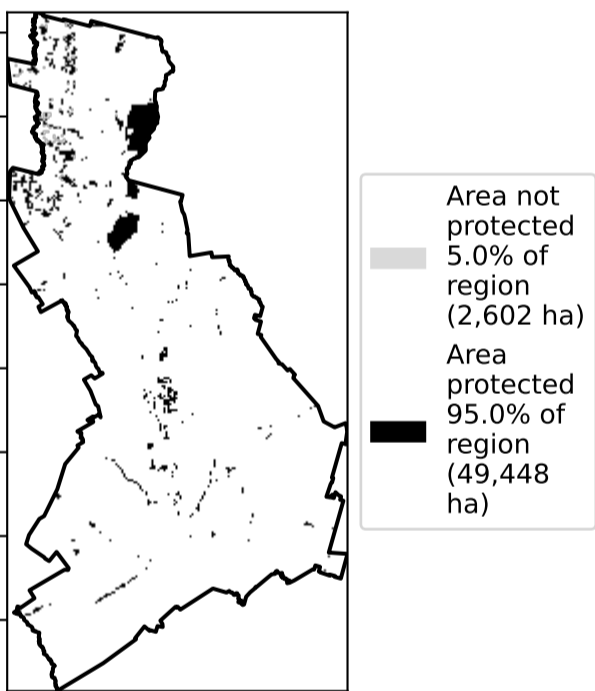 Area not
protected
5.0% of
region
(2,602 ha)
Area
protected
95.0% of
region
(49,448
ha)